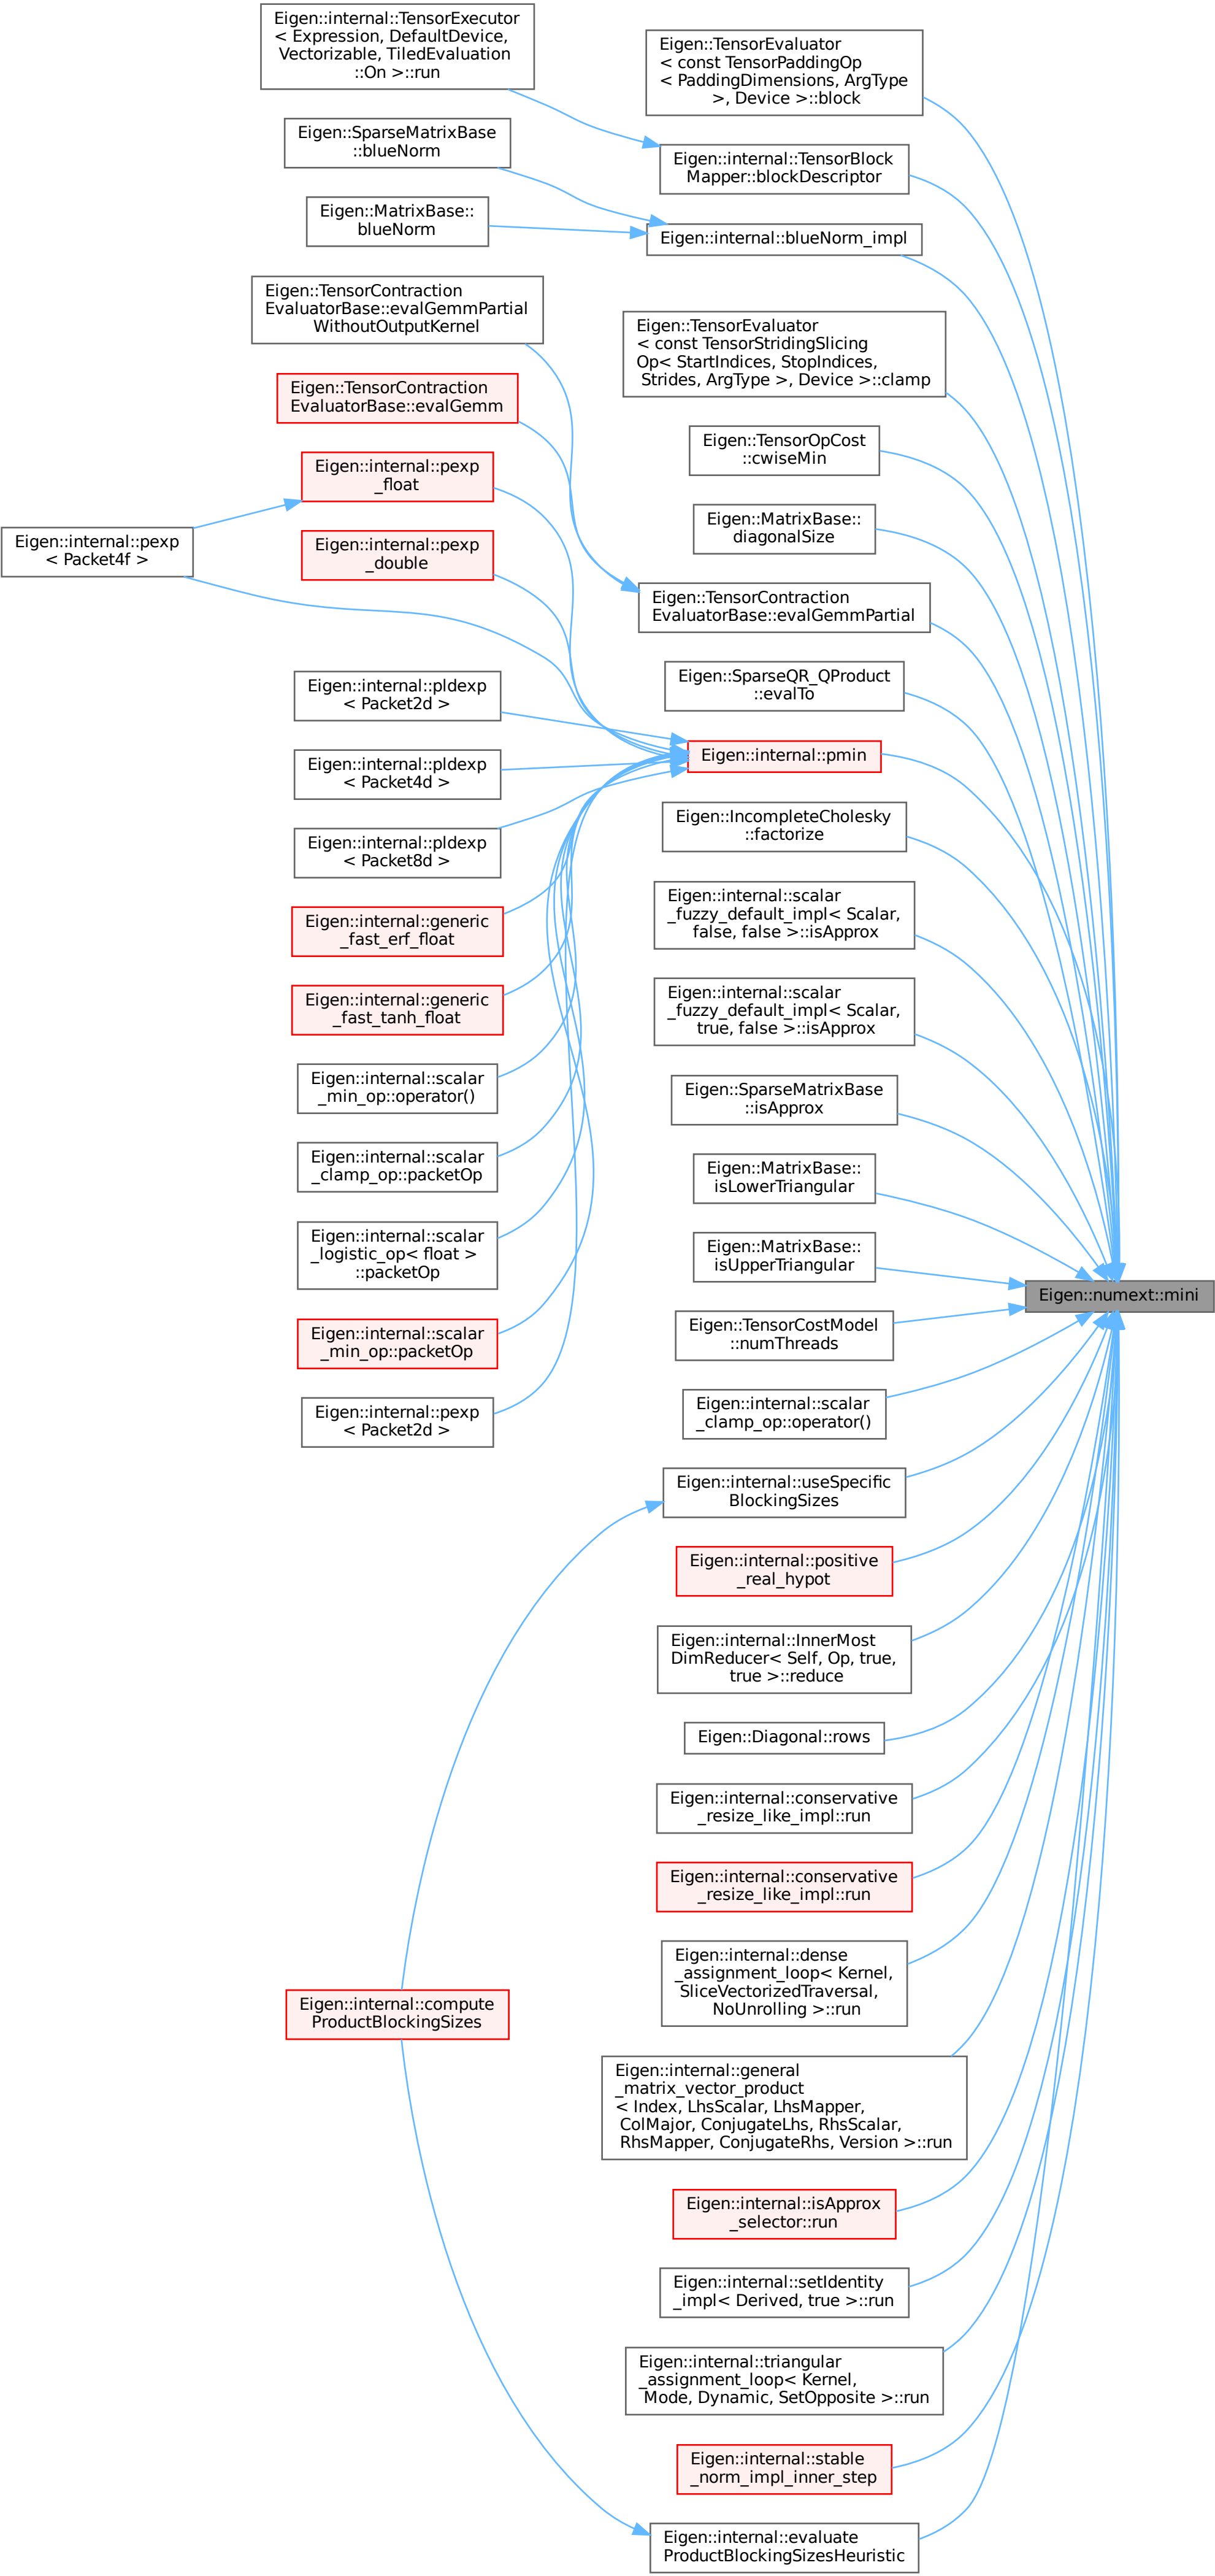 Eigen::internal::TensorExecutor
< Expression, DefaultDevice,
Vectorizable, TiledEvaluation
::On >::run
Eigen::SparseMatrixBase
::blueNorm
Eigen::MatrixBase::
blueNorm
Eigen::TensorContraction
EvaluatorBase::evalGemmPartial
WithoutOutputKernel
Eigen::TensorContraction
EvaluatorBase::evalGemm
Eigen::internal::pexp
_float
Eigen::internal::pexp
< Packet4f >
Eigen::internal::pexp
_double
Eigen::internal::pldexp
< Packet2d >
Eigen::internal::pldexp
< Packet4d >
Eigen::internal::pldexp
< Packet8d >
Eigen::internal::generic
_fast_erf_float
Eigen::internal::generic
_fast_tanh_float
Eigen::internal::scalar
_min_op::operator()
Eigen::internal::scalar
_clamp_op::packetOp
Eigen::internal::scalar
_logistic_op< float >
::packetOp
Eigen::internal::scalar
_min_op::packetOp
Eigen::internal::pexp
< Packet2d >
Eigen::internal::compute
ProductBlockingSizes
Eigen::TensorEvaluator
< const TensorPaddingOp
< PaddingDimensions, ArgType
>, Device >::block
Eigen::internal::TensorBlock
Mapper::blockDescriptor
Eigen::internal::blueNorm_impl
Eigen::TensorEvaluator
< const TensorStridingSlicing
Op< StartIndices, StopIndices,
Strides, ArgType >, Device >::clamp
Eigen::TensorOpCost
::cwiseMin
Eigen::MatrixBase::
diagonalSize
Eigen::TensorContraction
EvaluatorBase::evalGemmPartial
Eigen::SparseQR_QProduct
::evalTo
Eigen::internal::pmin
Eigen::IncompleteCholesky
::factorize
Eigen::internal::scalar
_fuzzy_default_impl< Scalar,
false, false >::isApprox
Eigen::internal::scalar
_fuzzy_default_impl< Scalar,
true, false >::isApprox
Eigen::SparseMatrixBase
::isApprox
Eigen::MatrixBase::
isLowerTriangular
Eigen::MatrixBase::
isUpperTriangular
Eigen::TensorCostModel
::numThreads
Eigen::internal::scalar
_clamp_op::operator()
Eigen::internal::useSpecific
BlockingSizes
Eigen::internal::positive
_real_hypot
Eigen::internal::InnerMost
DimReducer< Self, Op, true,
true >::reduce
Eigen::Diagonal::rows
Eigen::internal::conservative
_resize_like_impl::run
Eigen::internal::conservative
_resize_like_impl::run
Eigen::internal::dense
_assignment_loop< Kernel,
SliceVectorizedTraversal,
NoUnrolling >::run
Eigen::internal::general
_matrix_vector_product
< Index, LhsScalar, LhsMapper,
ColMajor, ConjugateLhs, RhsScalar,
RhsMapper, ConjugateRhs, Version >::run
Eigen::internal::isApprox
_selector::run
Eigen::internal::setIdentity
_impl< Derived, true >::run
Eigen::internal::triangular
_assignment_loop< Kernel,
Mode, Dynamic, SetOpposite >::run
Eigen::internal::stable
_norm_impl_inner_step
Eigen::internal::evaluate
ProductBlockingSizesHeuristic
Eigen::numext::mini